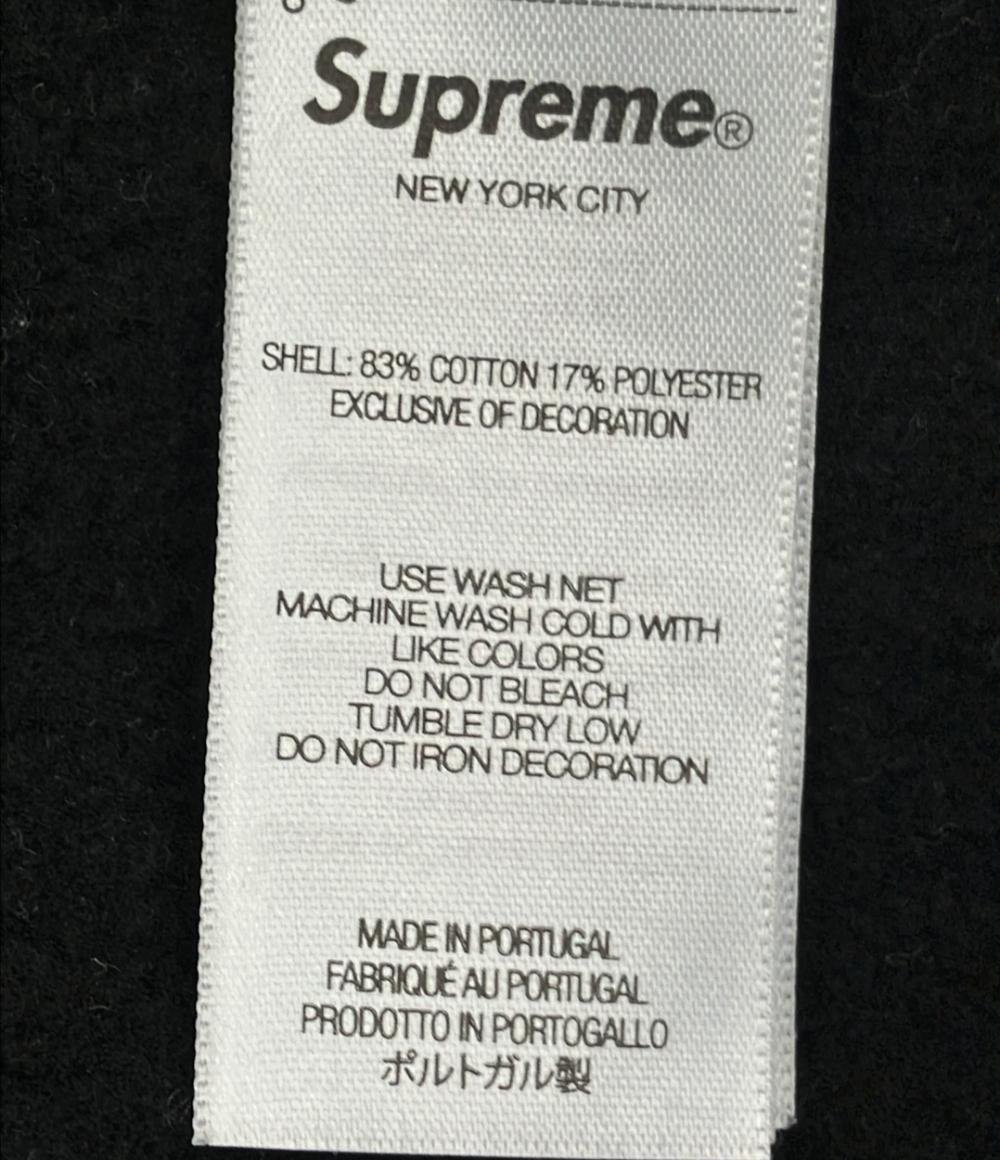 Supreme®
NEW YORK CITY
SHELL: 83% COTTON 17% POLYESTER
EXCLUSIVE OF DECORATION
USE WASH NET
MACHINE WASH COLD WITH
LIKE COLORS
DO NOT BLEACH
TUMBLE DRY LOW
DO NOT IRON DECORATION
MADE IN PORTUGAL
FABRIQUÉ AU PORTUGAL
PRODOTTO IN PORTOGALLO
ポルトガル製